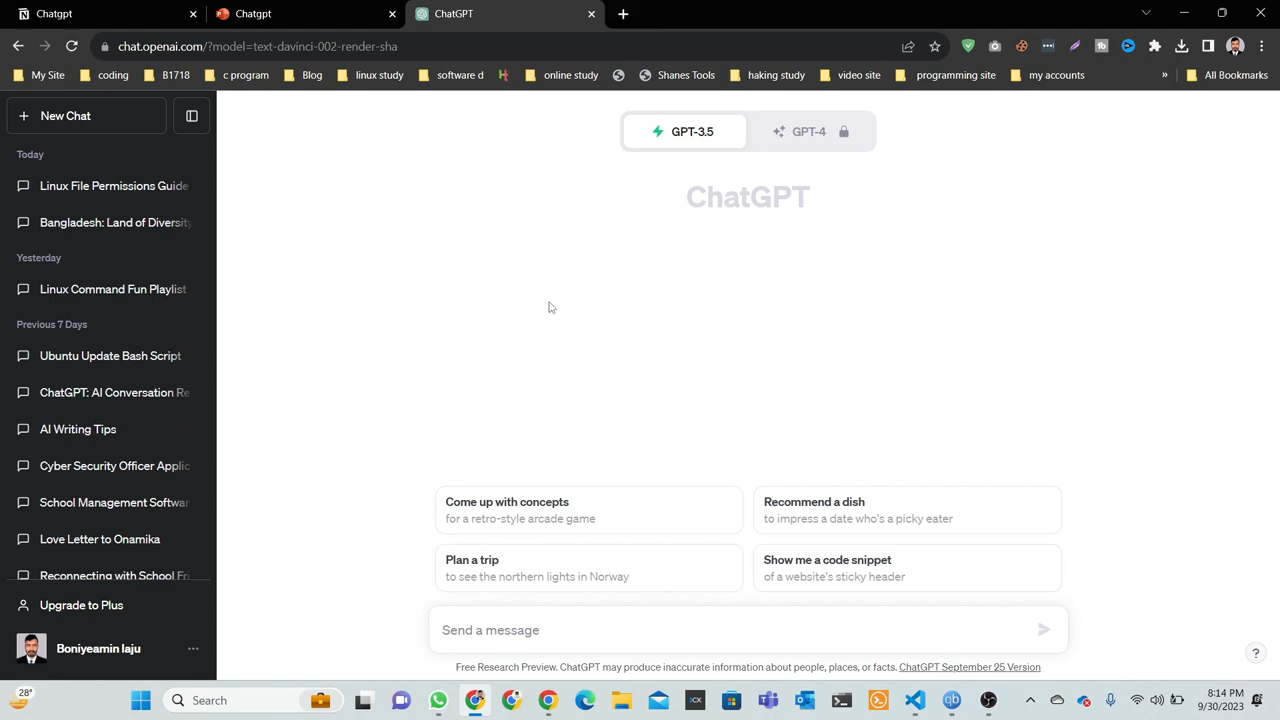 Chatgpt
Chatgpt
ChatGPT
chat.openai.com/?model=text-davinci-002-render-sha
My Site
coding
B1718
c program
Blog
linux study
software d
online study
Shanes Tools
haking study
video site
programming site
my accounts
»
All Bookmarks
New Chat
Today
Linux File Permissions Guide
Bangladesh: Land of Diversity
Yesterday
Linux Command Fun Playlist
Previous 7 Days
Ubuntu Update Bash Script
ChatGPT: AI Conversation Re
AI Writing Tips
Cyber Security Officer Applic
School Management Softwar
Love Letter to Onamika
Reconnecting with School Fri
Upgrade to Plus
Boniyeamin laju
GPT-3.5
GPT-4
ChatGPT
Come up with concepts
for a retro-style arcade game
Recommend a dish
to impress a date who's a picky eater
Plan a trip
to see the northern lights in Norway
Show me a code snippet
of a website's sticky header
Send a message
Free Research Preview. ChatGPT may produce inaccurate information about people, places, or facts. ChatGPT September 25 Version
?
28°
Search
8:14 PM
9/30/2023